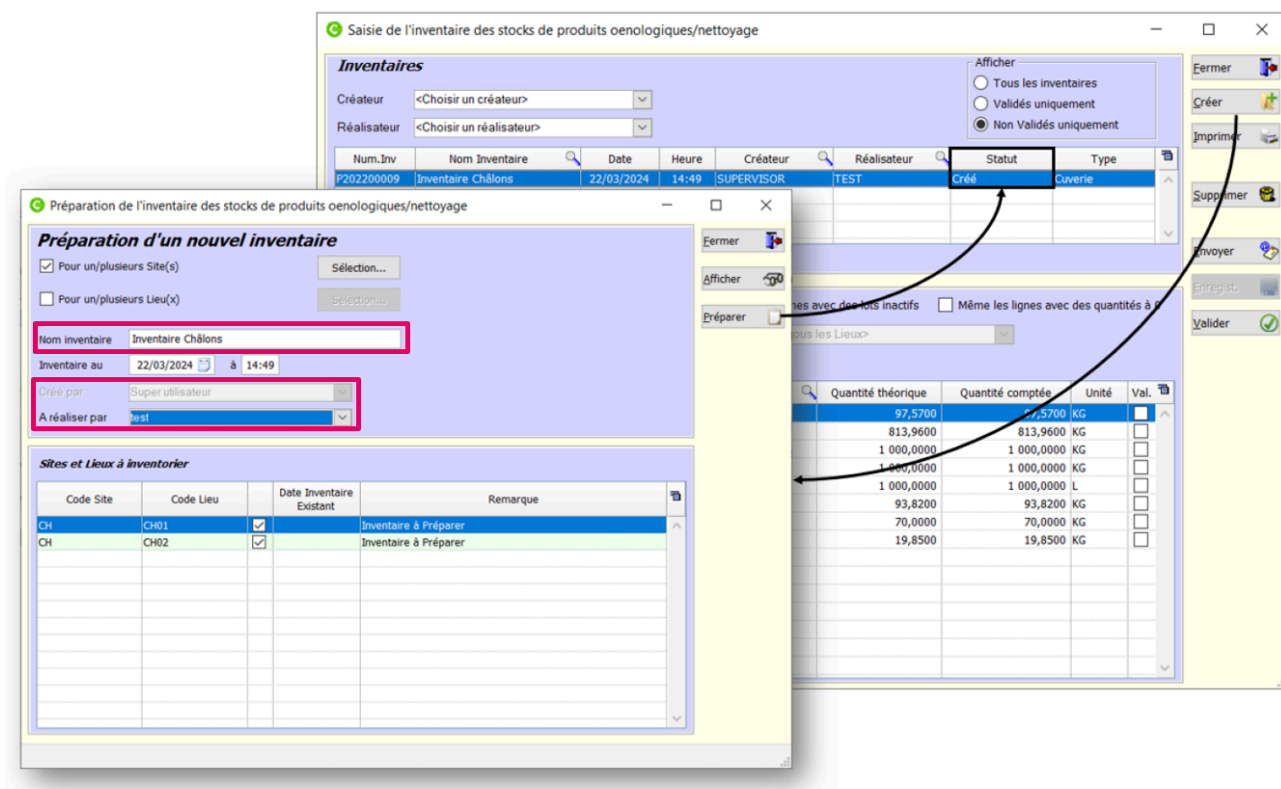 Saisie de l'inventaire des stocks de produits oenologiques/nettoyage
Inventaires
Afficher
Tous les inventaires
Validés uniquement
Non Validés uniquement
Créateur <Choisir un créateur>
Réalisateur <Choisir un réalisateur>
Num.Inv Nom Inventaire Date Heure Créateur Réalisateur Statut Type
P202200009 Inventaire Châlons 22/03/2024 14:49 SUPERVISOR TEST Créé Cuverie
Fermer
Créer
Imprimer
Supprimer
Envoyer
Enregist.
Valider
avec des lots inactifs Même les lignes avec des quantités à 0
les Lieux>
Quantité théorique Quantité comptée Unité Val.
97,5700 97,5700 KG
813,9600 813,9600 KG
1 000,0000 1 000,0000 KG
1 000,0000 1 000,0000 KG
1 000,0000 1 000,0000 L
93,8200 93,8200 KG
70,0000 70,0000 KG
19,8500 19,8500 KG
Préparation de l'inventaire des stocks de produits oenologiques/nettoyage
Préparation d'un nouvel inventaire
Pour un/plusieurs Site(s) Sélection...
Pour un/plusieurs Lieu(x) Sélection...
Nom inventaire Inventaire Châlons
Inventaire au 22/03/2024 à 14:49
Créé par Super utilisateur
A réaliser par test
Fermer
Afficher
Préparer
Sites et Lieux à inventorier
Code Site Code Lieu Date Inventaire Existant Remarque
CH CH01 Inventaire à Préparer
CH CH02 Inventaire à Préparer